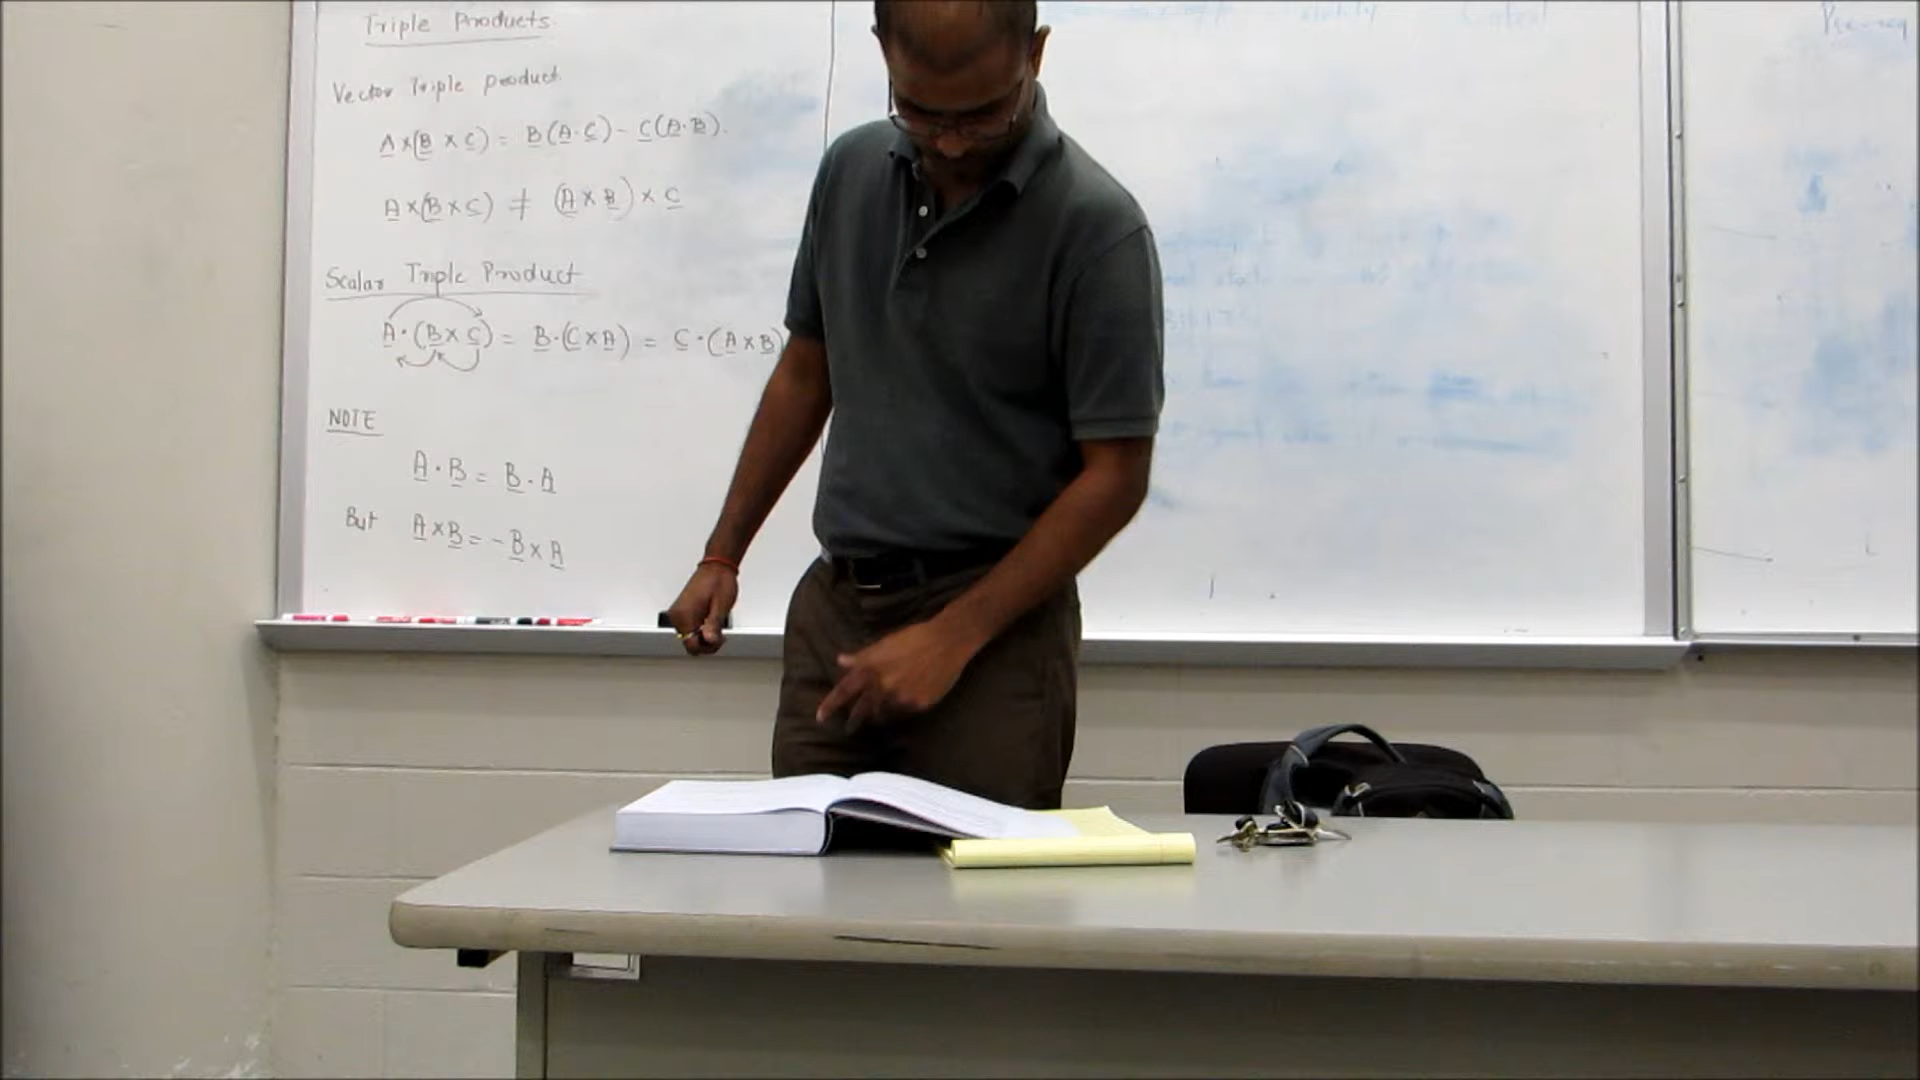 Triple Products
Vector Triple product
A × (B × C) = B(A·C) - C(A·B).
A × (B × C) ≠ (A × B) × C
Scalar Triple Product
A · (B × C) = B · (C × A) = C · (A × B)
NOTE
A · B = B · A
But A × B = - B × A